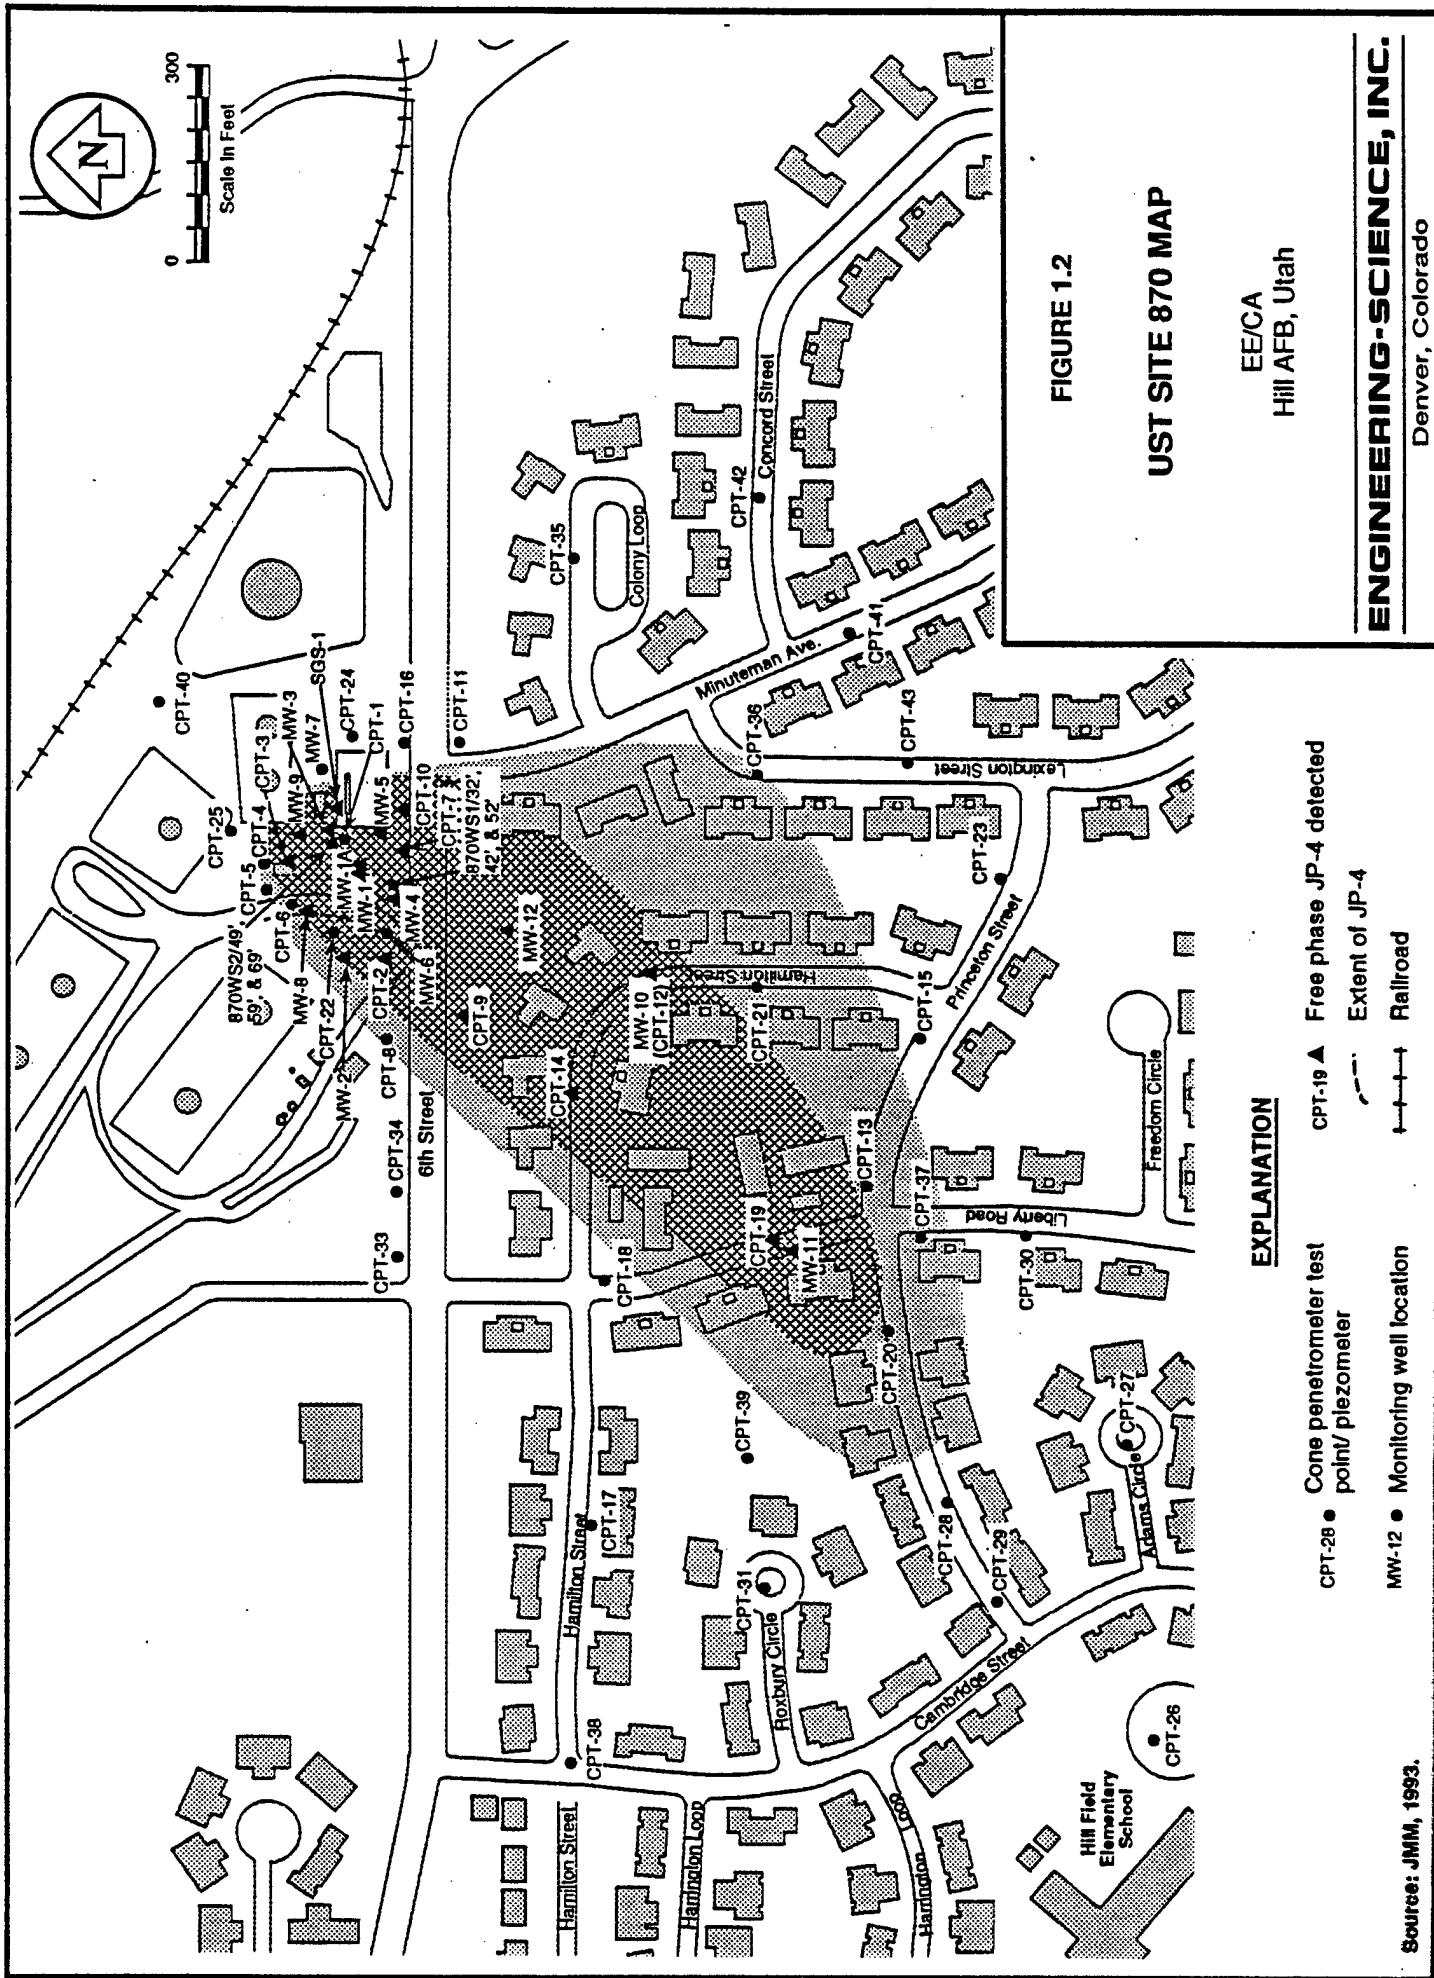 N
0 300
Scale in Feet
CPT-40
CPT-25
CPT-4
CPT-5
CPT-6
870WS2/49',
59', & 69'
MW-8
CPT-22
MW-2
CPT-3
MW-9
MW-3
MW-7
SGS-1
CPT-24
CPT-1
CPT-16
CPT-11
MW-1A
MW-1
MW-5
CPT-10
MW-4
CPT-7
870WS1/32',
42' & 52'
CPT-2
MW-6
CPT-8
CPT-34
CPT-33
6th Street
MW-12
CPT-9
CPT-14
MW-10
(CPT-12)
Hamilton Street
CPT-21
CPT-18
CPT-19
MW-11
CPT-13
CPT-15
CPT-23
Princeton Street
CPT-35
Colony Loop
CPT-42
Concord Street
Minuteman Ave.
CPT-41
CPT-36
CPT-43
Lexington Street
CPT-37
Liberty Road
CPT-30
Freedom Circle
CPT-20
CPT-39
CPT-17
Hamilton Street
CPT-31
Roxbury Circle
CPT-28
CPT-29
CPT-27
Adams Circle
Cambridge Street
CPT-38
Hamilton Street
Harrington Loop
Harrington
Loop
Hill Field
Elementary
School
CPT-26
EXPLANATION
CPT-28 Cone penetrometer test
point/ piezometer
MW-12 Monitoring well location
CPT-19 Free phase JP-4 detected
Extent of JP-4
Railroad
Source: JMM, 1993.
FIGURE 1.2
UST SITE 870 MAP
EE/CA
Hill AFB, Utah
ENGINEERING-SCIENCE, INC.
Denver, Colorado